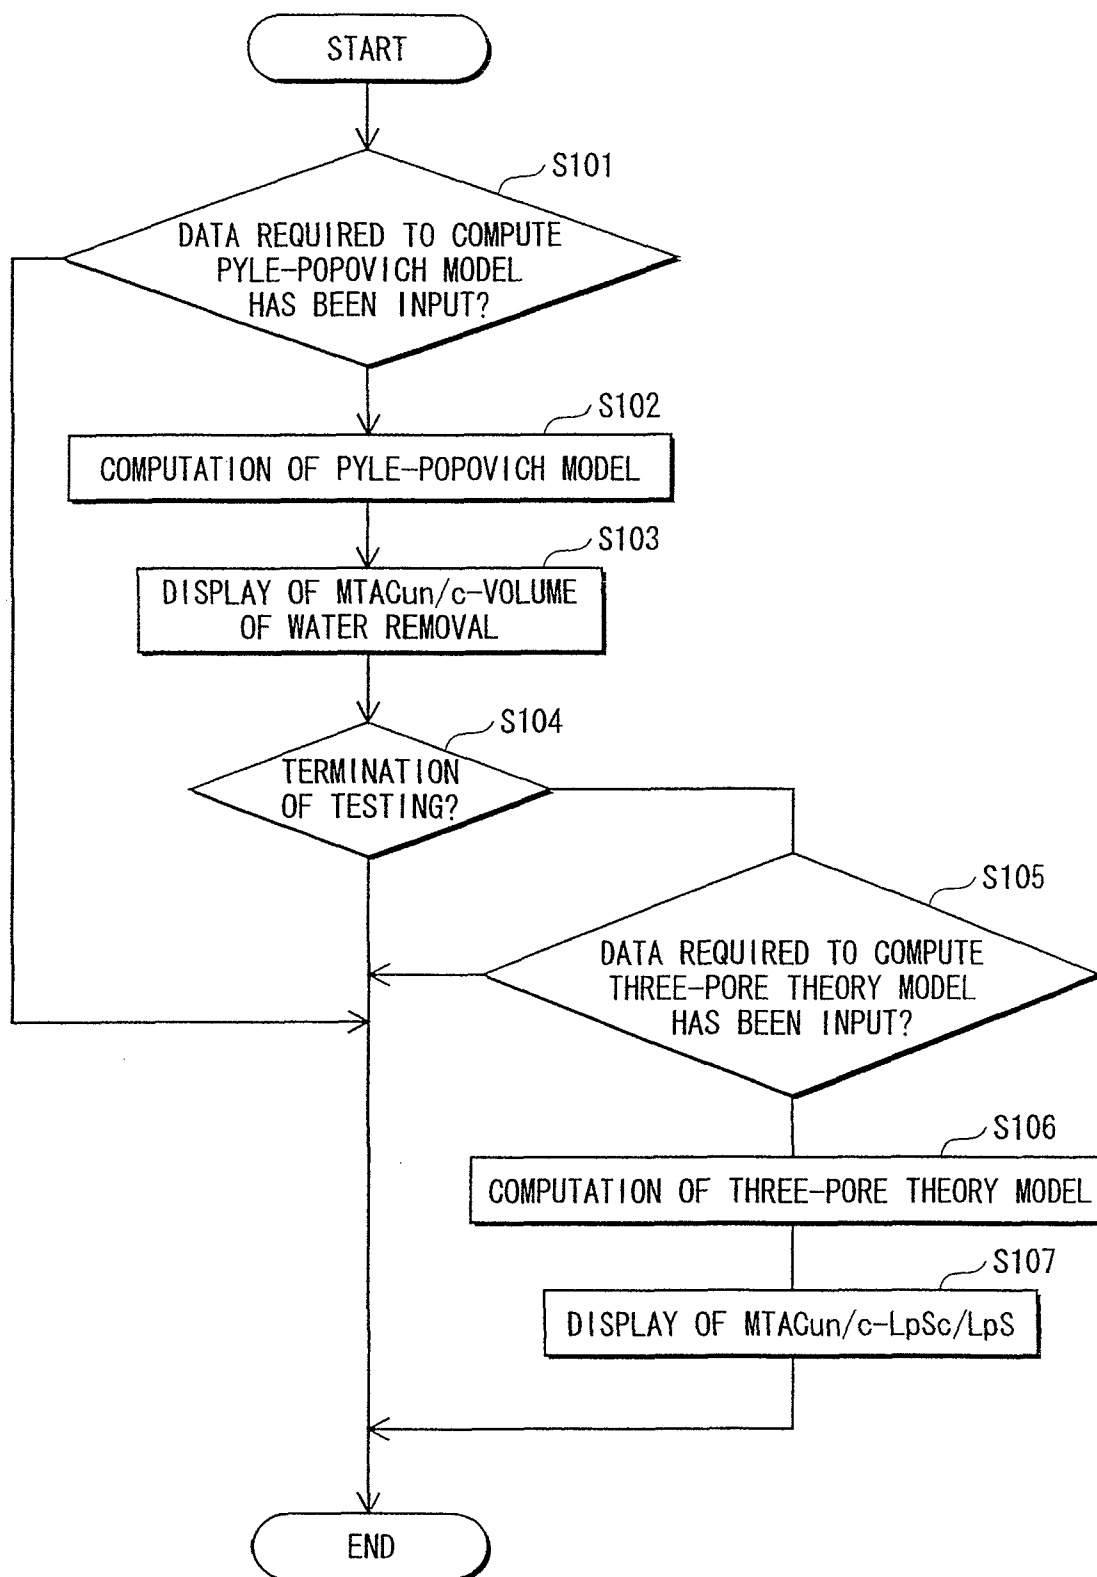 START
S101
DATA REQUIRED TO COMPUTE
PYLE-POPOVICH MODEL
HAS BEEN INPUT?
S102
COMPUTATION OF PYLE-POPOVICH MODEL
S103
DISPLAY OF MTACun/c-VOLUME
OF WATER REMOVAL
S104
TERMINATION
OF TESTING?
S105
DATA REQUIRED TO COMPUTE
THREE-PORE THEORY MODEL
HAS BEEN INPUT?
S106
COMPUTATION OF THREE-PORE THEORY MODEL
S107
DISPLAY OF MTACun/c-LpSc/LpS
END